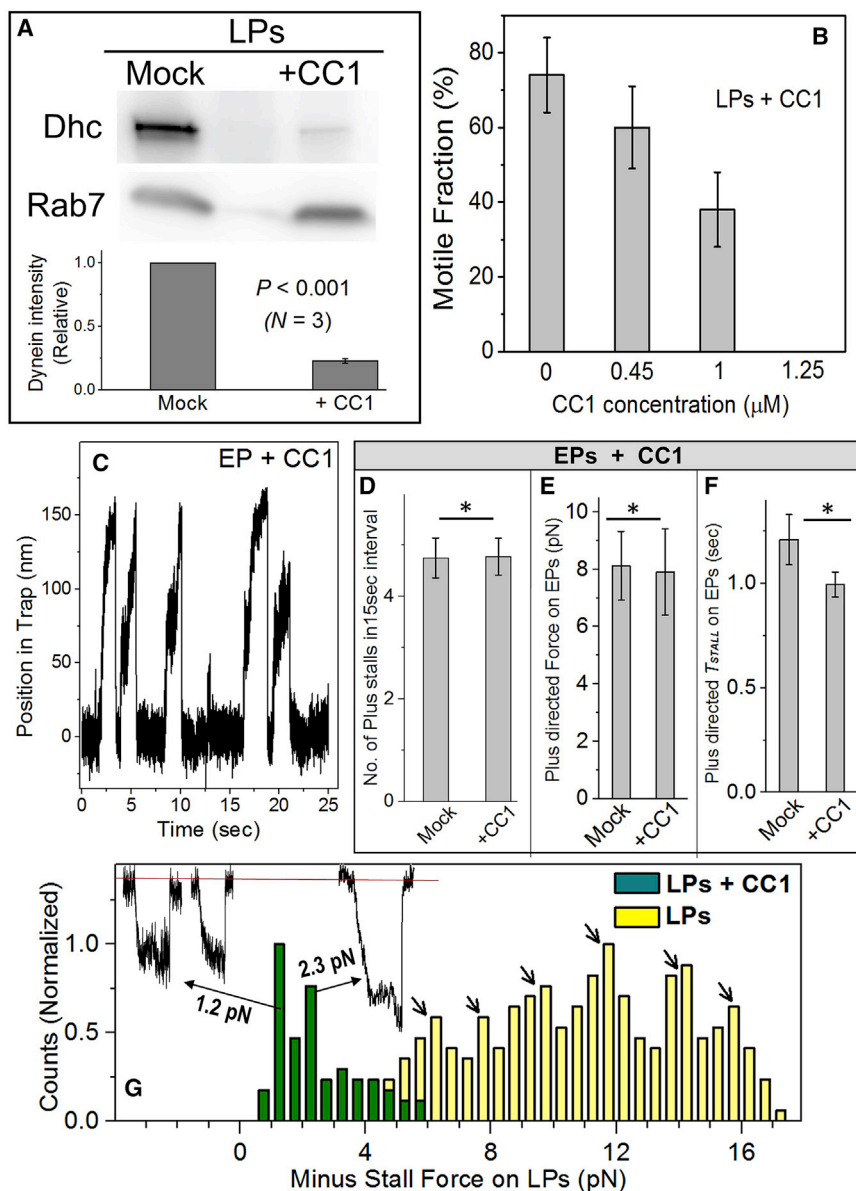 A
LPs
Mock +CC1
Dhc
Rab7
Dynein intensity
(Relative)
1.0
0.5
0.0
P < 0.001
(N = 3)
Mock + CC1
B
LPs + CC1
Motile Fraction (%)
80
60
40
20
0
0 0.45 1 1.25
CC1 concentration (μM)
C
EP + CC1
Position in Trap (nm)
150
100
50
0
0 5 10 15 20 25
Time (sec)
EPs + CC1
D
*
No. of Plus stalls in15sec interval
4
2
0
Mock +CC1
E
*
Plus directed Force on EPs (pN)
10
8
6
4
2
0
Mock +CC1
F
*
Plus directed TSTALL on EPs (sec)
1.0
0.5
0.0
Mock +CC1
G
LPs + CC1
LPs
1.2 pN
2.3 pN
Counts (Normalized)
1.0
0.5
0.0
0 4 8 12 16
Minus Stall Force on LPs (pN)